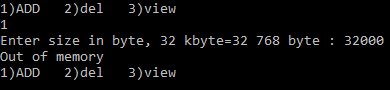 1)ADD   2)del   3)view
1
Enter size in byte, 32 kbyte=32 768 byte : 32000
Out of memory
1)ADD   2)del   3)view